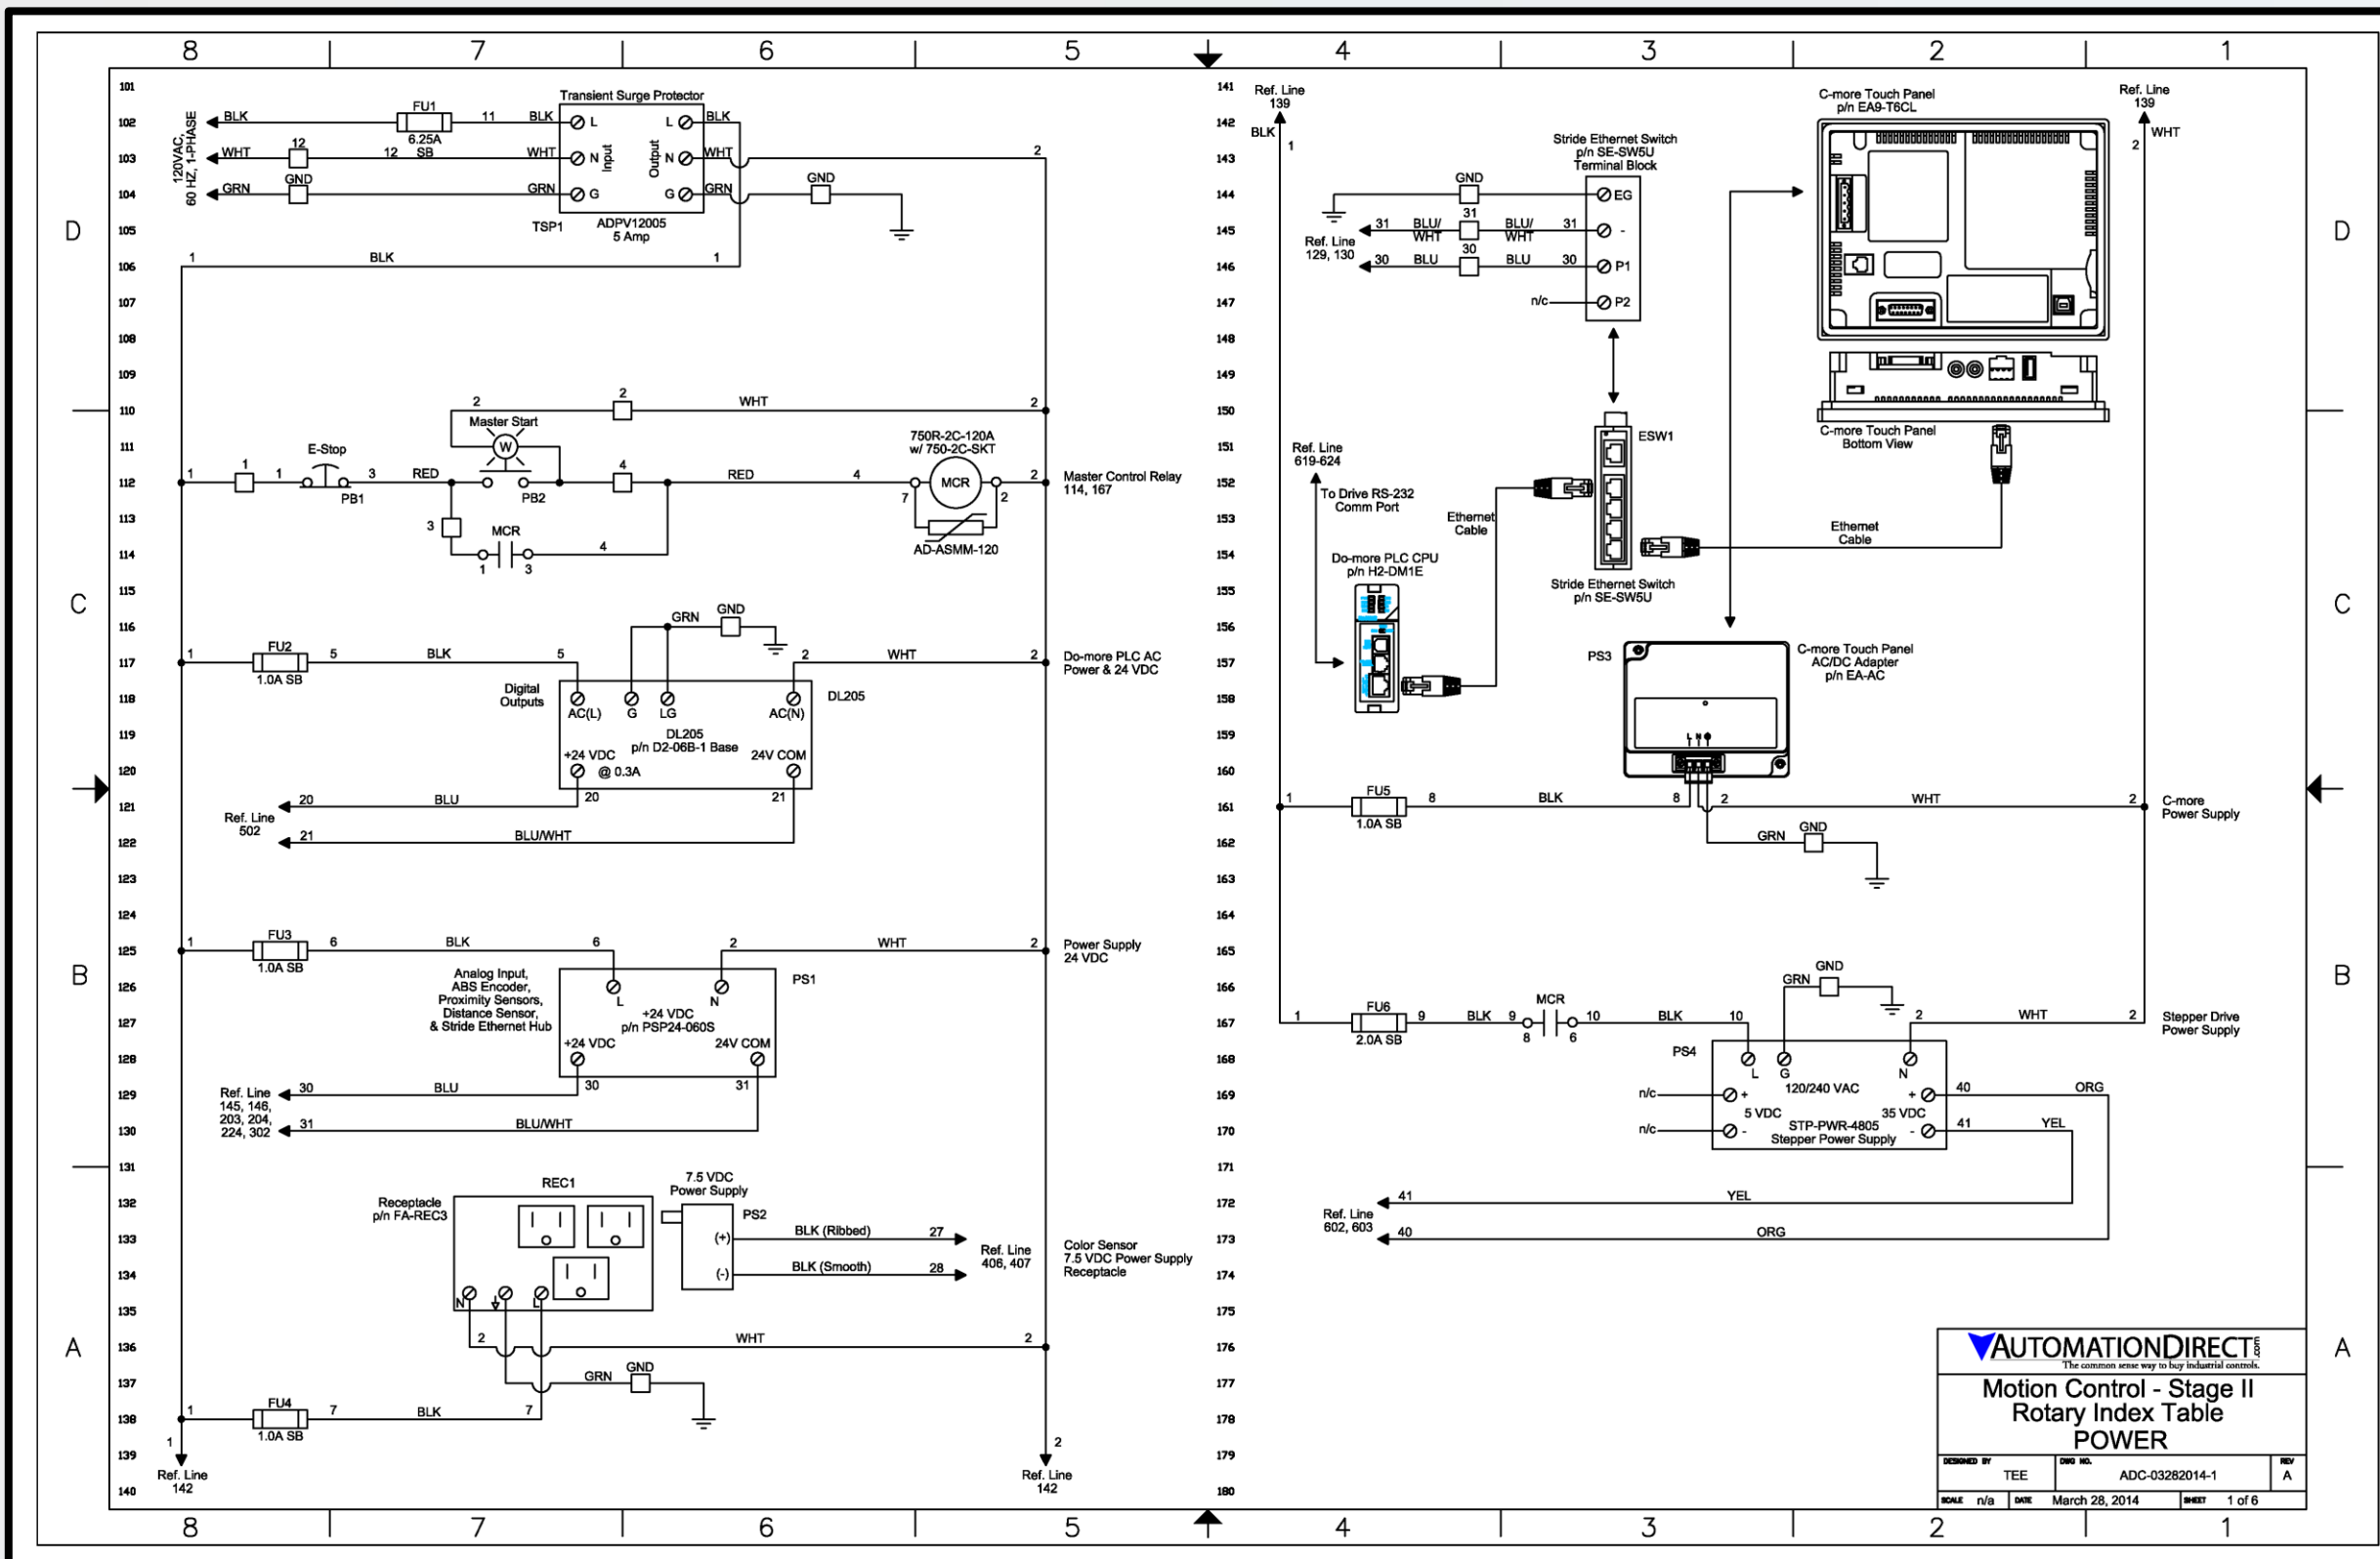 8 7 6 5 4 3 2 1
101
102
103
104
105
106
107
108
109
110
111
112
113
114
115
116
117
118
119
120
121
122
123
124
125
126
127
128
129
130
131
132
133
134
135
136
137
138
139
140
D
C
B
A
120VAC,
60 HZ, 1-PHASE
BLK
FU1
6.25A
SB
11
BLK
WHT
12
12
WHT
GRN
GND
GRN
Transient Surge Protector
L
N
G
Input
Output
L
N
G
BLK
WHT
GRN
GND
2
TSP1
ADPV12005
5 Amp
1
BLK
1
2
2
WHT
2
Master Start
W
E-Stop
1
1
1
3
RED
PB1
PB2
4
RED
4
750R-2C-120A
w/ 750-2C-SKT
MCR
7
2
2
AD-ASMM-120
Master Control Relay
114, 167
3
MCR
1
3
4
GRN
GND
1
FU2
1.0A SB
5
BLK
5
2
WHT
2
Do-more PLC AC
Power & 24 VDC
Digital
Outputs
AC(L)
G
LG
AC(N)
DL205
DL205
p/n D2-06B-1 Base
+24 VDC
@ 0.3A
24V COM
20
BLU
20
21
BLU/WHT
21
Ref. Line
502
1
FU3
1.0A SB
6
BLK
6
2
WHT
2
Power Supply
24 VDC
Analog Input,
ABS Encoder,
Proximity Sensors,
Distance Sensor,
& Stride Ethernet Hub
L
N
PS1
+24 VDC
p/n PSP24-060S
+24 VDC
24V COM
30
BLU
30
31
BLU/WHT
31
Ref. Line
145, 146,
203, 204,
224, 302
REC1
Receptacle
p/n FA-REC3
N
L
7.5 VDC
Power Supply
PS2
(+)
BLK (Ribbed)
27
(-)
BLK (Smooth)
28
Ref. Line
406, 407
Color Sensor
7.5 VDC Power Supply
Receptacle
2
WHT
2
GRN
GND
1
FU4
1.0A SB
7
BLK
7
1
Ref. Line
142
2
Ref. Line
142
141
142
143
144
145
146
147
148
149
150
151
152
153
154
155
156
157
158
159
160
161
162
163
164
165
166
167
168
169
170
171
172
173
174
175
176
177
178
179
180
Ref. Line
139
BLK
1
Stride Ethernet Switch
p/n SE-SW5U
Terminal Block
GND
EG
31
BLU/
WHT
31
BLU/
WHT
31
-
30
BLU
30
BLU
30
P1
n/c
P2
Ref. Line
129, 130
C-more Touch Panel
p/n EA9-T6CL
Ref. Line
139
WHT
2
C-more Touch Panel
Bottom View
ESW1
Ref. Line
619-624
To Drive RS-232
Comm Port
Ethernet
Cable
Ethernet
Cable
Do-more PLC CPU
p/n H2-DM1E
Stride Ethernet Switch
p/n SE-SW5U
PS3
C-more Touch Panel
AC/DC Adapter
p/n EA-AC
L N
1
FU5
1.0A SB
8
BLK
8
2
WHT
2
C-more
Power Supply
GRN
GND
1
FU6
2.0A SB
9
BLK
9
MCR
8
6
10
BLK
10
GRN
GND
2
WHT
2
Stepper Drive
Power Supply
PS4
L
G
N
120/240 VAC
n/c
+
5 VDC
n/c
-
+
35 VDC
-
STP-PWR-4805
Stepper Power Supply
40
ORG
41
YEL
41
YEL
40
ORG
Ref. Line
602, 603
D
C
B
A
AUTOMATIONDIRECT.com
The common sense way to buy industrial controls.
Motion Control - Stage II
Rotary Index Table
POWER
DESIGNED BY
TEE
DWG NO.
ADC-03282014-1
REV
A
SCALE n/a
DATE March 28, 2014
SHEET 1 of 6
8 7 6 5 4 3 2 1